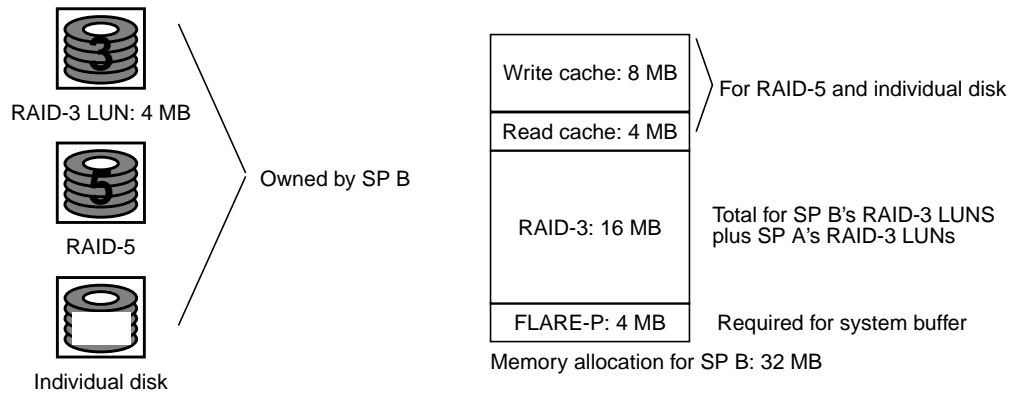 3
RAID-3 LUN: 4 MB
5
RAID-5
Individual disk
Owned by SP B
Write cache: 8 MB
Read cache: 4 MB
For RAID-5 and individual disk
RAID-3: 16 MB
Total for SP B's RAID-3 LUNS
plus SP A's RAID-3 LUNs
FLARE-P: 4 MB
Required for system buffer
Memory allocation for SP B: 32 MB